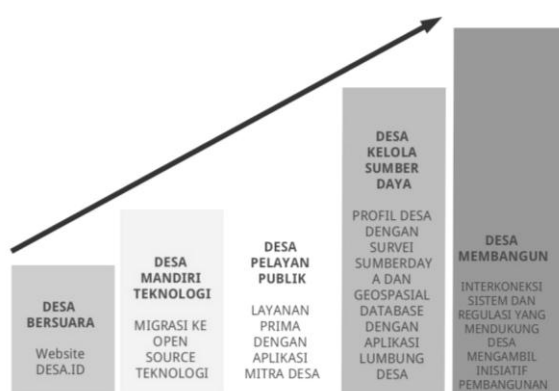 DESA
BERSUARA
Website
DESA.ID
DESA
MANDIRI
TEKNOLOGI
MIGRASI KE
OPEN
SOURCE
TEKNOLOGI
DESA
PELAYAN
PUBLIK
LAYANAN
PRIMA
DENGAN
APLIKASI
MITRA DESA
DESA
KELOLA
SUMBER
DAYA
PROFIL DESA
DENGAN
SURVEI
SUMBERDAY
A DAN
GEOSPASIAL
DATABASE
DENGAN
APLIKASI
LUMBUNG
DESA
DESA
MEMBANGUN
INTERKONEKSI
SISTEM DAN
REGULASI YANG
MENDUKUNG
DESA
MENGAMBIL
INISIATIF
PEMBANGUNAN